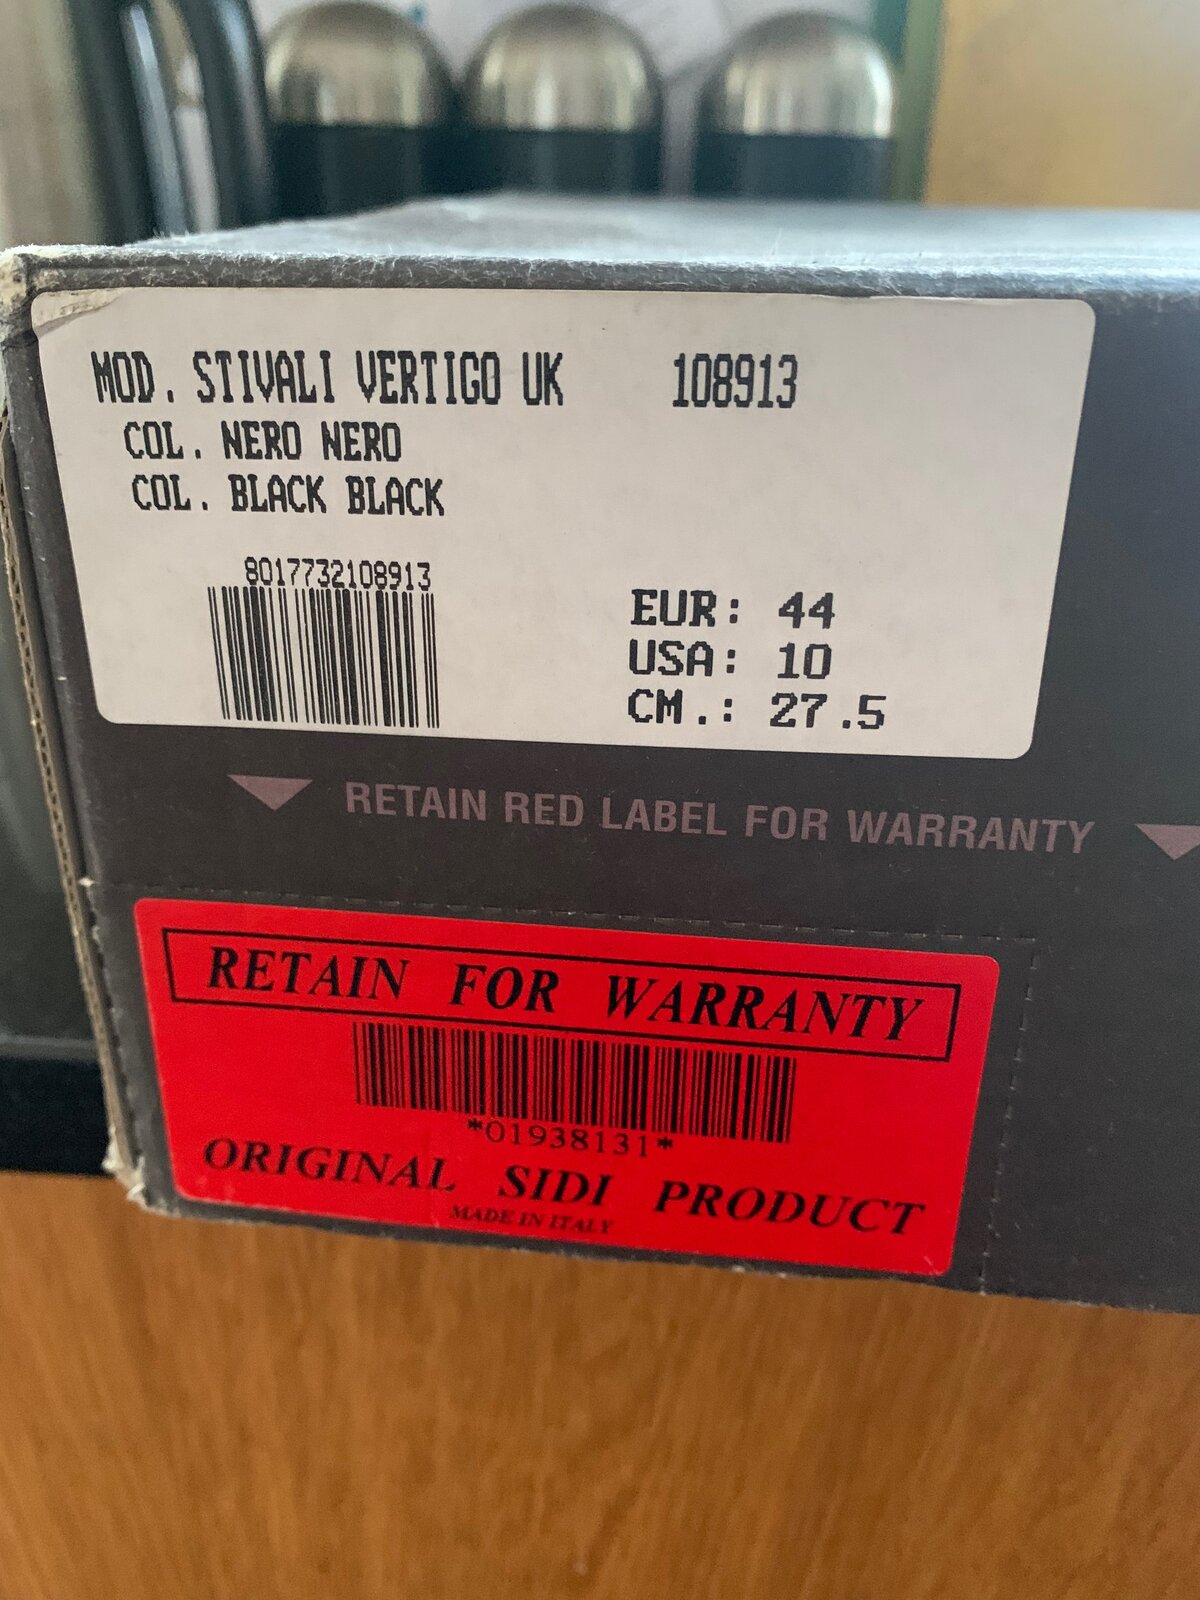 MOD. STIVALI VERTIGO UK 108913
COL. NERO NERO
COL. BLACK BLACK
8017732108913
EUR: 44
USA: 10
CM.: 27.5
RETAIN RED LABEL FOR WARRANTY
RETAIN FOR WARRANTY
*01938131*
ORIGINAL SIDI PRODUCT
MADE IN ITALY